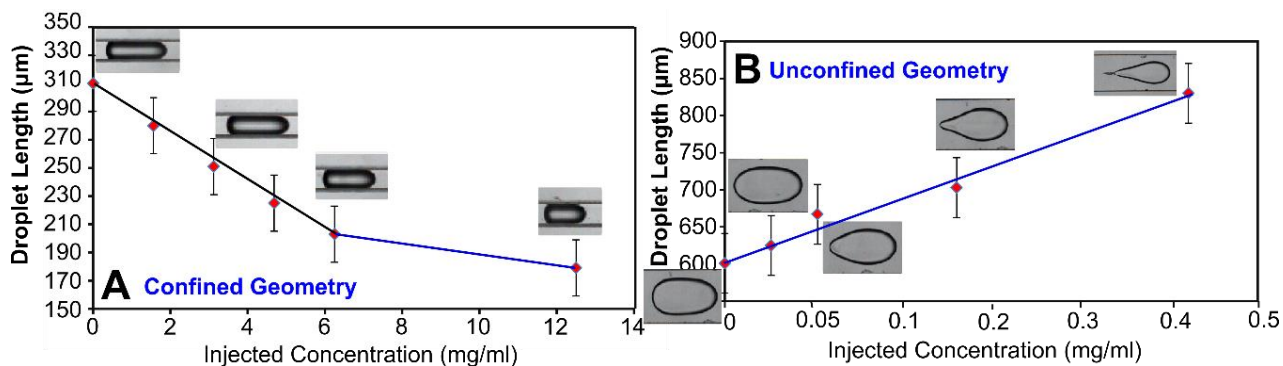 350
330
310
290
270
250
230
210
190
170
150
Droplet Length (µm)
A Confined Geometry
0 2 4 6 8 10 12 14
Injected Concentration (mg/ml)
900
850
800
700
650
600
Droplet Length (µm)
B Unconfined Geometry
0 0.05 0.1 0.2 0.3 0.4 0.5
Injected Concentration (mg/ml)